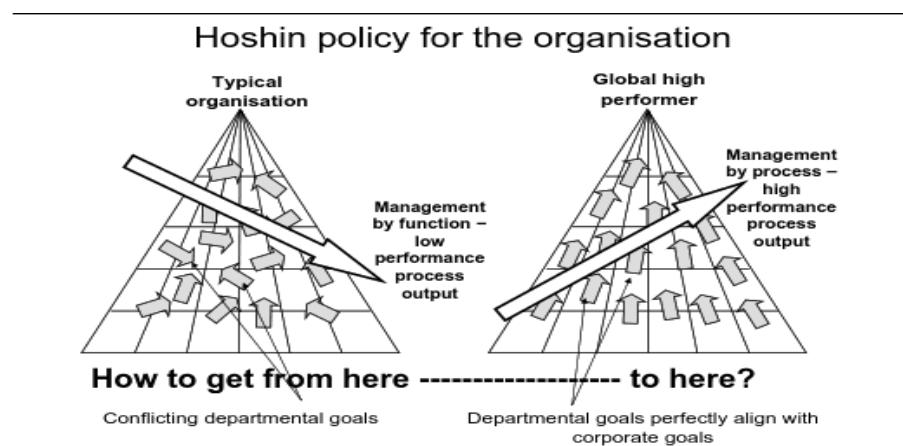 Hoshin policy for the organisation
Typical
organisation
Global high
performer
Management
by function –
low
performance
process
output
Management
by process –
high
performance
process
output
How to get from here ------------------- to here?
Conflicting departmental goals
Departmental goals perfectly align with
corporate goals